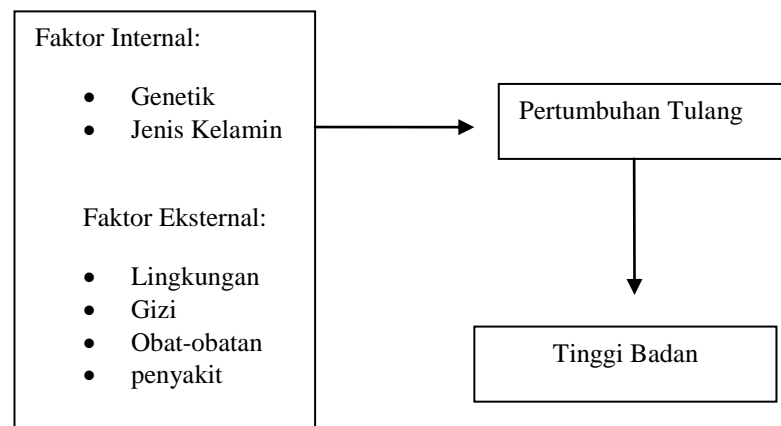 Faktor Internal:
• Genetik
• Jenis Kelamin
Faktor Eksternal:
• Lingkungan
• Gizi
• Obat-obatan
• penyakit
Pertumbuhan Tulang
Tinggi Badan